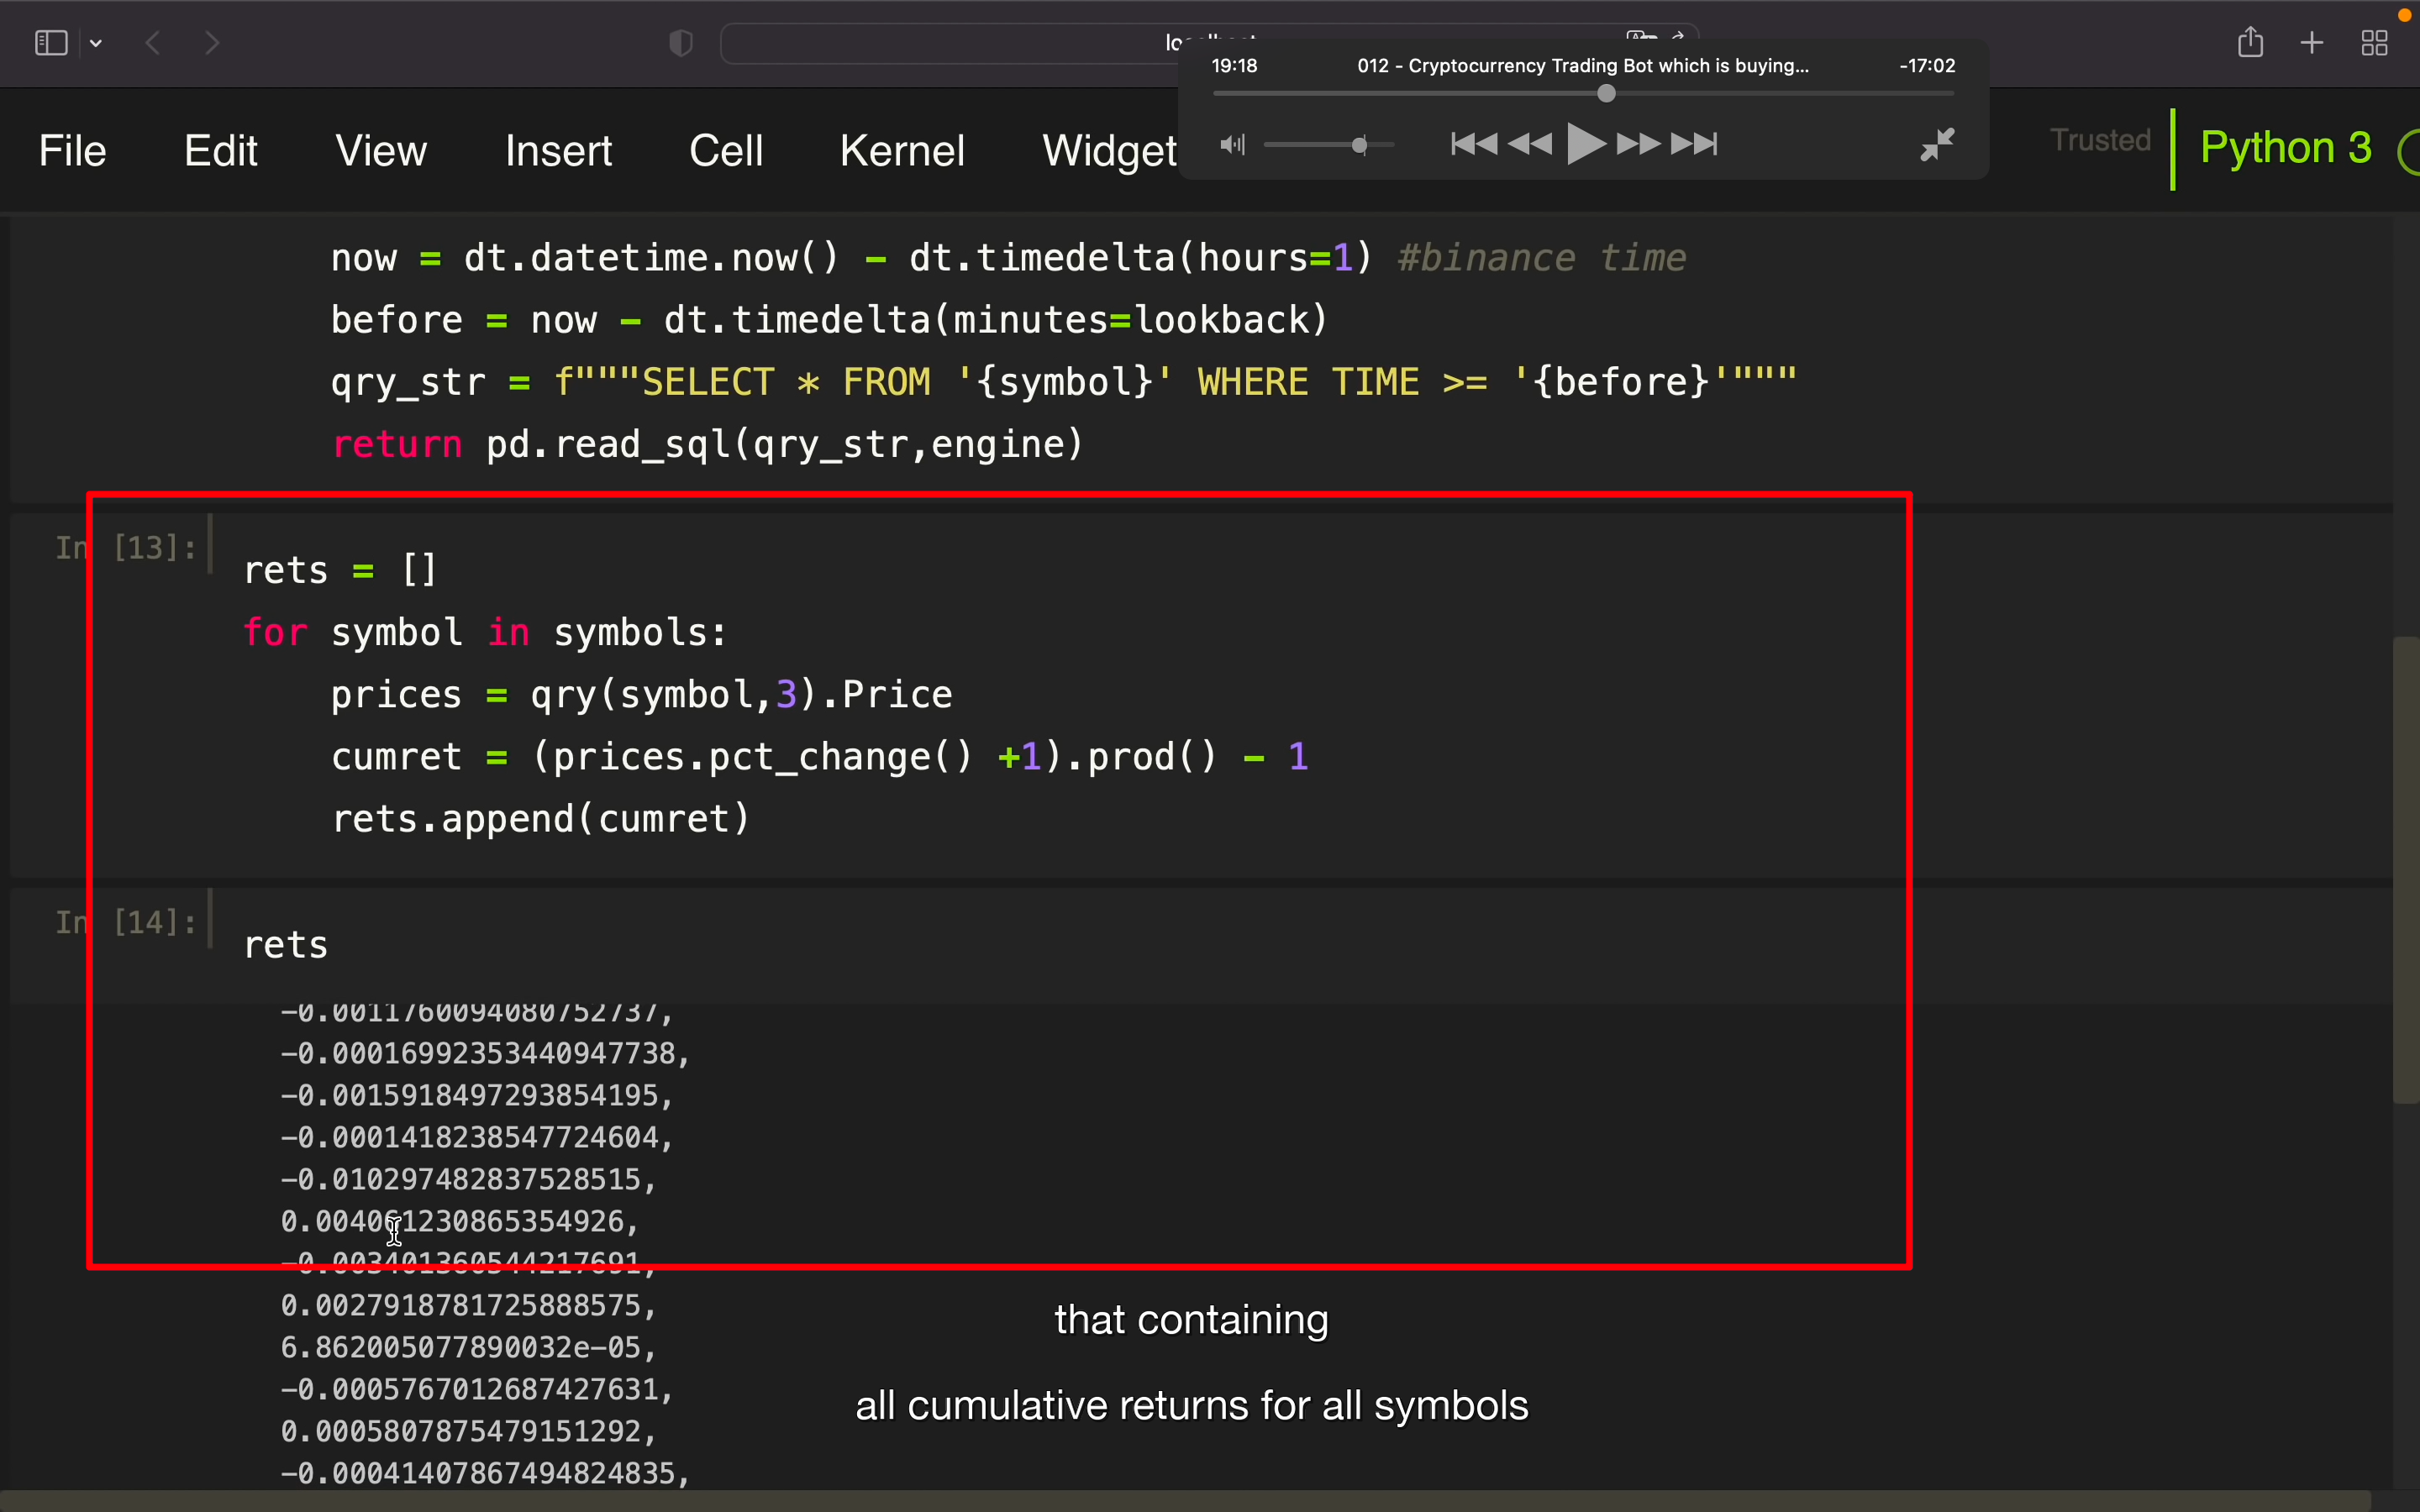 19:18 012 - Cryptocurrency Trading Bot which is buying... -17:02
File Edit View Insert Cell Kernel Widget Trusted Python 3
now = dt.datetime.now() - dt.timedelta(hours=1) #binance time
before = now - dt.timedelta(minutes=lookback)
qry_str = f"""SELECT * FROM '{symbol}' WHERE TIME >= '{before}'"""
return pd.read_sql(qry_str,engine)
In [13]:
rets = []
for symbol in symbols:
prices = qry(symbol,3).Price
cumret = (prices.pct_change() +1).prod() - 1
rets.append(cumret)
In [14]:
rets
-0.0011760094080752737,
-0.00016992353440947738,
-0.0015918497293854195,
-0.0001418238547724604,
-0.010297482837528515,
0.004061230865354926,
-0.003401360544217691,
0.0027918781725888575,
6.862005077890032e-05,
-0.0005767012687427631,
0.0005807875479151292,
-0.00041407867494824835,
that containing
all cumulative returns for all symbols